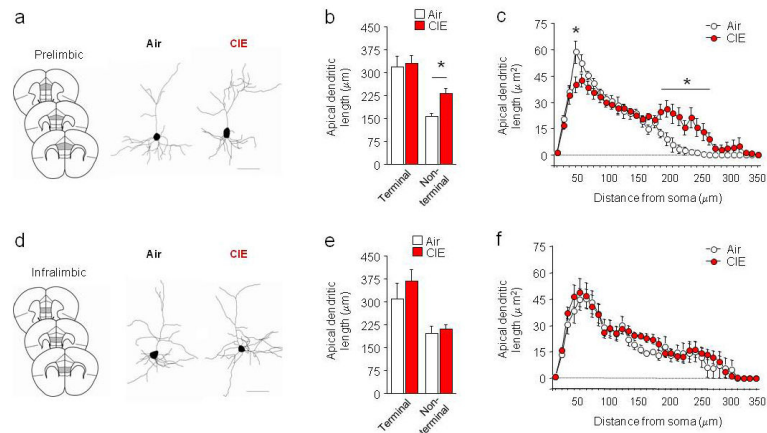 a
Prelimbic
Air
CIE
b
Air
CIE
Apical dendritic
length (μm)
450
375
300
225
150
75
0
*
Terminal
Non-
terminal
c
Air
CIE
Apical dendritic
length (μm²)
75
60
45
30
15
0
*
*
50
100
150
200
250
300
350
Distance from soma (μm)
d
Infralimbic
Air
CIE
e
Air
CIE
Apical dendritic
length (μm)
450
375
300
225
150
75
0
Terminal
Non-
terminal
f
Air
CIE
Apical dendritic
length (μm²)
75
60
45
30
15
0
50
100
150
200
250
300
350
Distance from soma (μm)